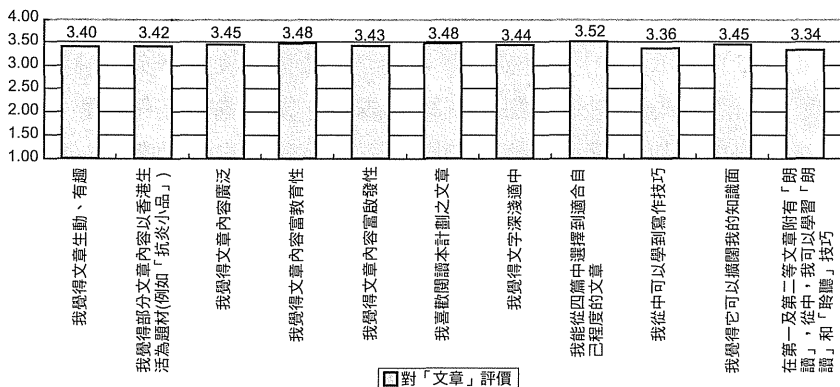 4.00
3.50
3.00
2.50
2.00
1.50
1.00
3.40
3.42
3.45
3.48
3.43
3.48
3.44
3.52
3.36
3.45
3.34
我覺得文章生動、有趣
我覺得部分文章內容以香港生
活為題材(例如「抗炎小品」)
我覺得文章內容廣泛
我覺得文章內容富教育性
我覺得文章內容富啟發性
我喜歡閱讀本計劃之文章
我覺得文字深淺適中
我能從四篇中選擇到適合自
己程度的文章
我從中可以學到寫作技巧
我覺得它可以擴闊我的知識面
在第一及第二等文章附有「朗
讀」,從中,我可以學習「朗
讀」和「聆聽」技巧
對「文章」評價